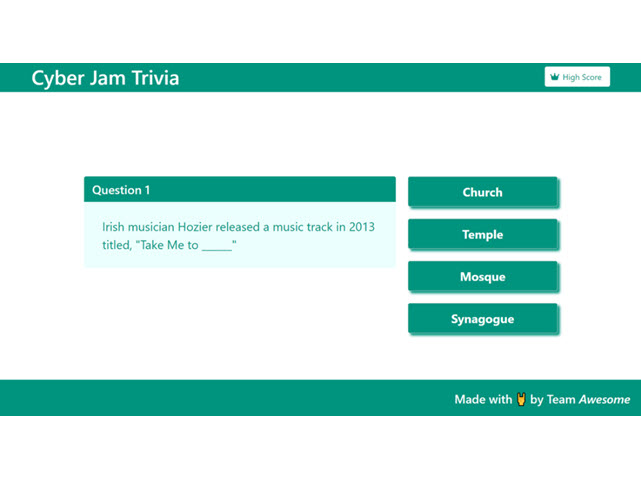 Cyber Jam Trivia
High Score
Question 1
Irish musician Hozier released a music track in 2013
titled, "Take Me to _____"
Church
Temple
Mosque
Synagogue
Made with 🤘 by Team Awesome